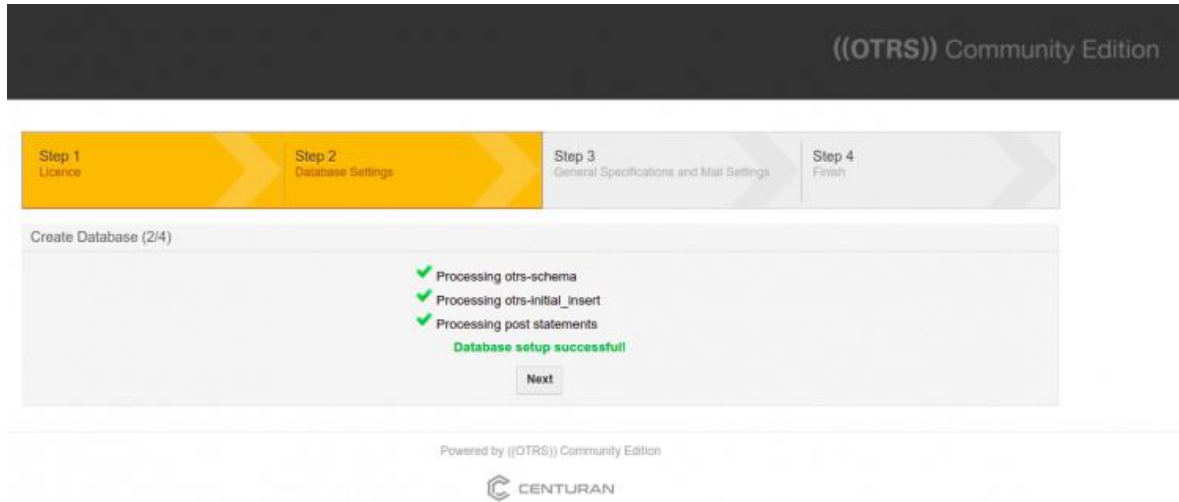 ((OTRS)) Community Edition
Step 1
Licence
Step 2
Database Settings
Step 3
General Specifications and Mail Settings
Step 4
Finish
Create Database (2/4)
Processing otrs-schema
Processing otrs-initial_insert
Processing post statements
Database setup successful!
Next
Powered by ((OTRS)) Community Edition
CENTURAN